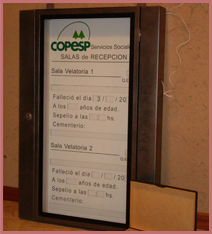 COPESP Servicios Sociales
SALAS de RECEPCION
Sala Velatoria 1
Q.D.
Falleció el día 3 / / 20
A los años de edad.
Sepelio a las hs.
Cementerio:
Sala Velatoria 2
Q.D.
Falleció el día / / 20
A los años de edad.
Sepelio a las hs.
Cementerio: